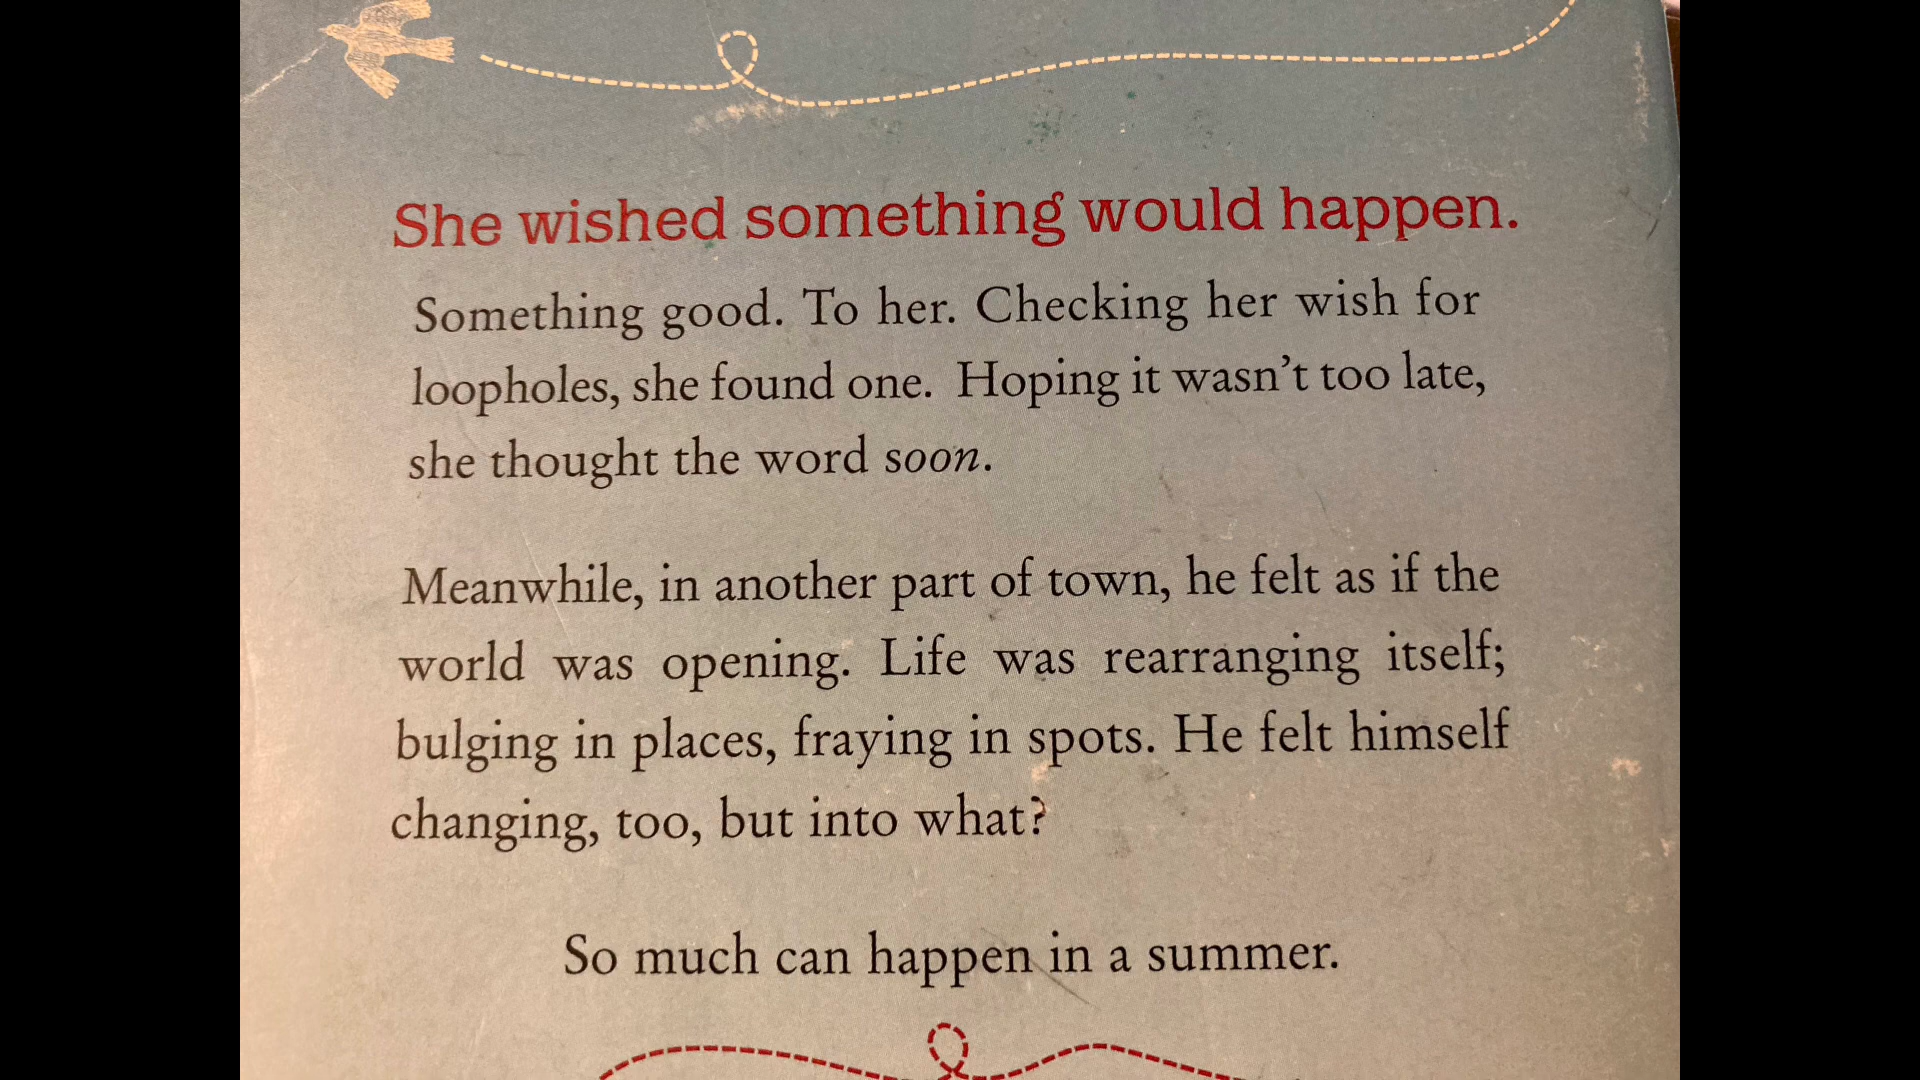 She wished something would happen.
Something good. To her. Checking her wish for
loopholes, she found one. Hoping it wasn't too late,
she thought the word soon.
Meanwhile, in another part of town, he felt as if the
world was opening. Life was rearranging itself;
bulging in places, fraying in spots. He felt himself
changing, too, but into what?
So much can happen in a summer.